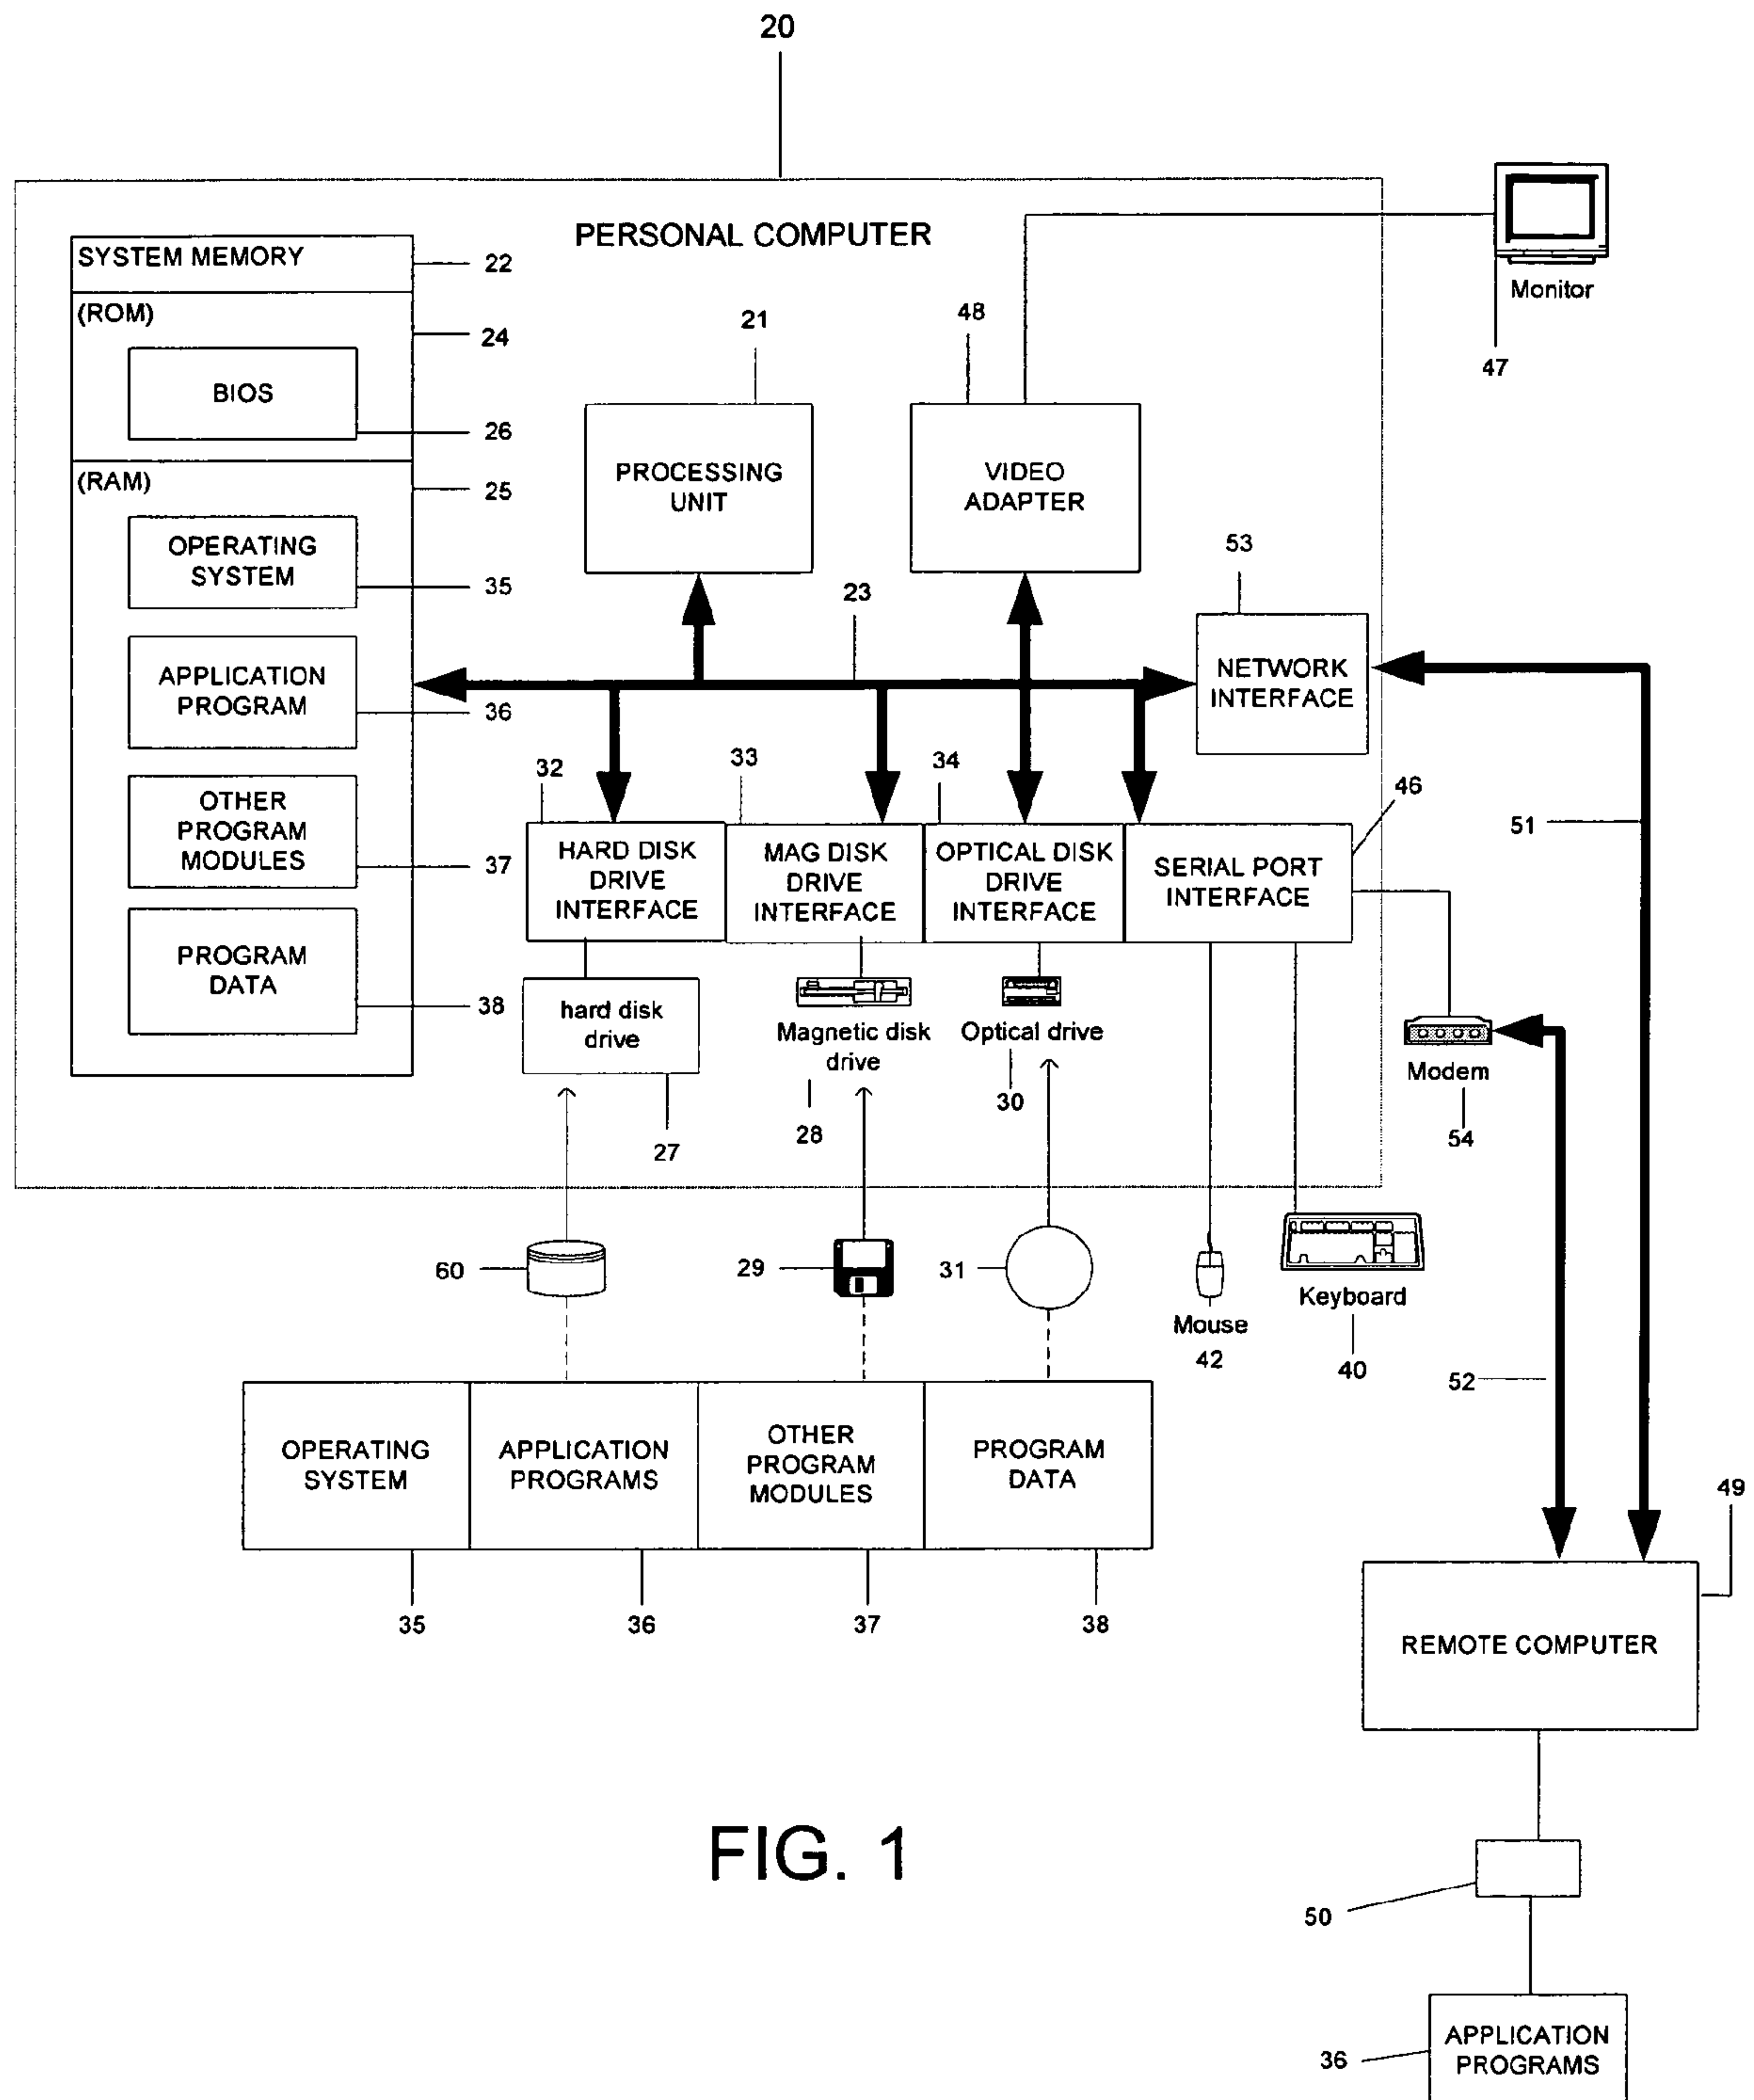 20
PERSONAL COMPUTER
SYSTEM MEMORY
22
(ROM)
24
BIOS
26
(RAM)
25
OPERATING
SYSTEM
35
APPLICATION
PROGRAM
36
OTHER
PROGRAM
MODULES
37
PROGRAM
DATA
38
21
PROCESSING
UNIT
48
VIDEO
ADAPTER
Monitor
47
23
53
NETWORK
INTERFACE
32
HARD DISK
DRIVE
INTERFACE
33
MAG DISK
DRIVE
INTERFACE
34
OPTICAL DISK
DRIVE
INTERFACE
46
SERIAL PORT
INTERFACE
51
hard disk
drive
27
Magnetic disk
drive
28
Optical drive
30
Modem
54
60
29
31
Mouse
42
Keyboard
40
52
OPERATING
SYSTEM
APPLICATION
PROGRAMS
OTHER
PROGRAM
MODULES
PROGRAM
DATA
35
36
37
38
49
REMOTE COMPUTER
FIG. 1
50
36
APPLICATION
PROGRAMS